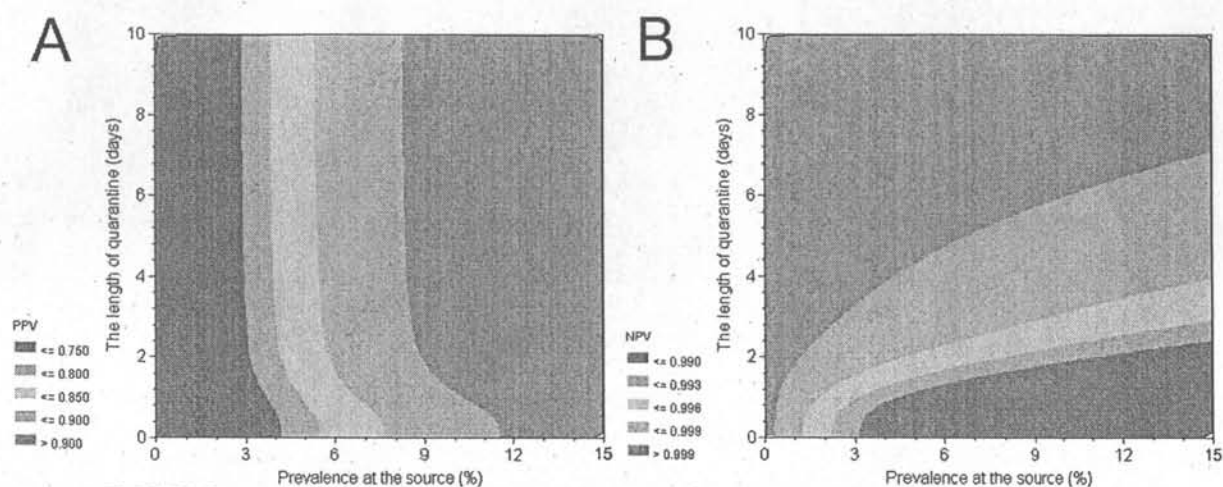 A
10
8
6
4
2
0
The length of quarantine (days)
0 3 6 9 12 15
Prevalence at the source (%)
PPV
<= 0.750
<= 0.800
<= 0.850
<= 0.900
> 0.900
B
10
8
6
4
2
0
The length of quarantine (days)
0 3 6 9 12 15
Prevalence at the source (%)
NPV
<= 0.990
<= 0.993
<= 0.996
<= 0.999
> 0.999